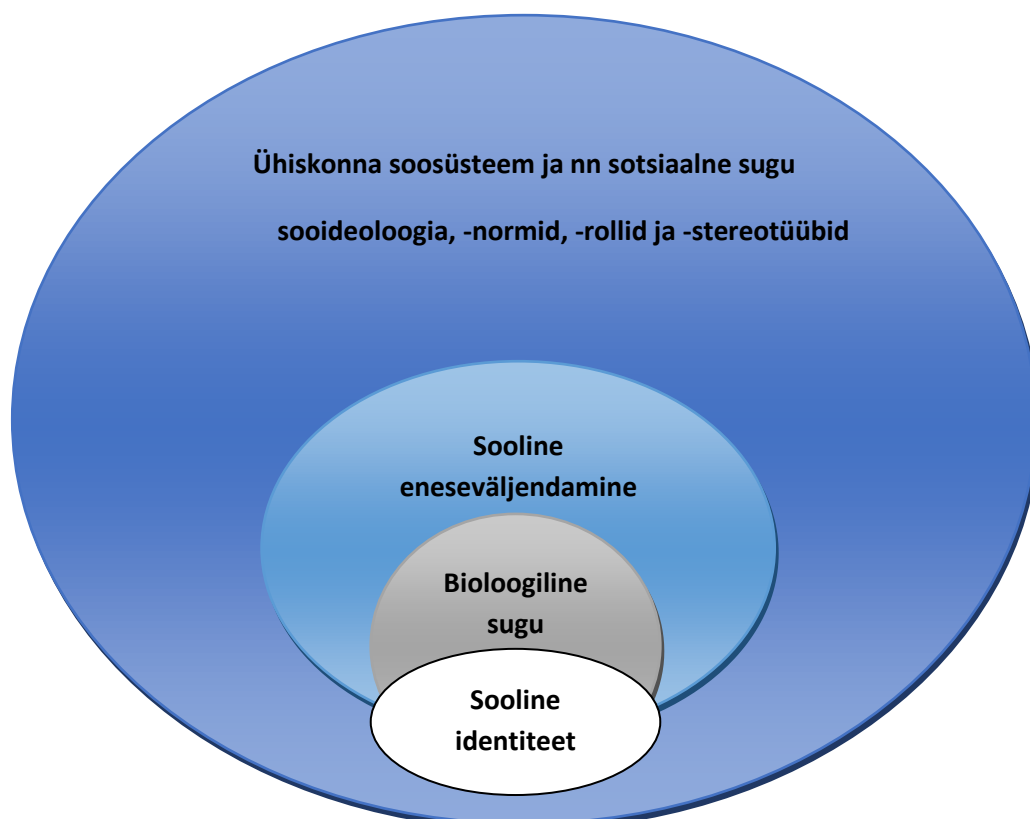 Ühiskonna soosüsteem ja nn sotsiaalne sugu
sooideoloogia, -normid, -rollid ja -stereotüübid
Sooline
eneseväljendamine
Bioloogiline
sugu
Sooline
identiteet